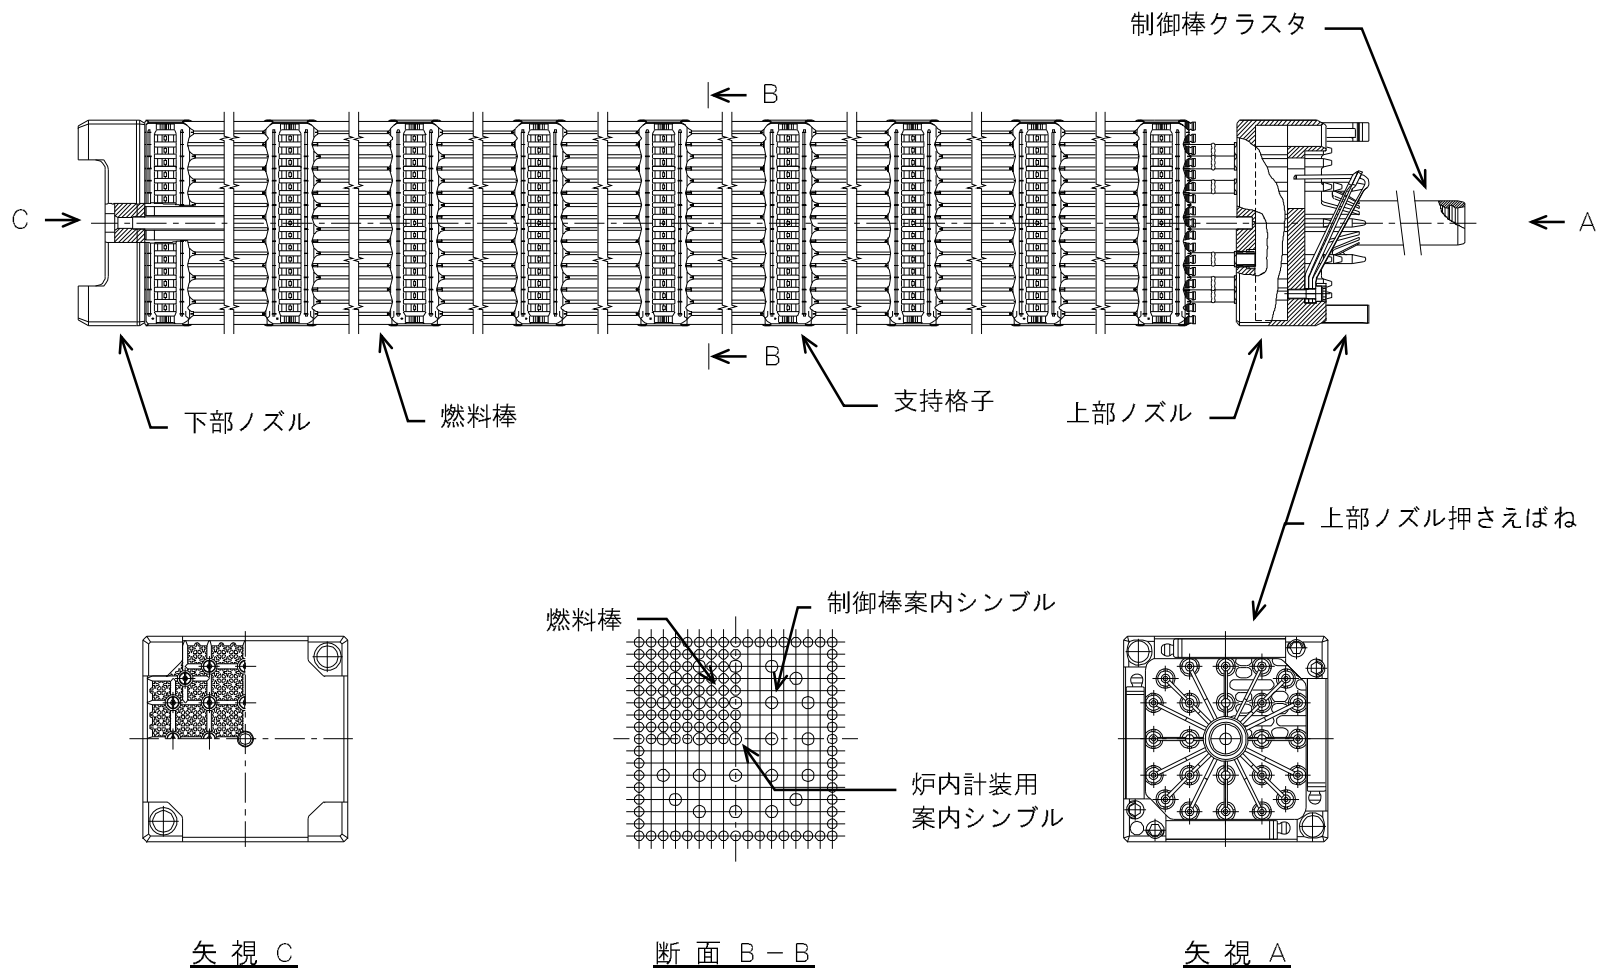 制御棒クラスタ
B
C
A
B
下部ノズル
燃料棒
支持格子
上部ノズル
上部ノズル押さえばね
燃料棒
制御棒案内シンブル
炉内計装用
案内シンブル
矢視 C
断面 B-B
矢視 A